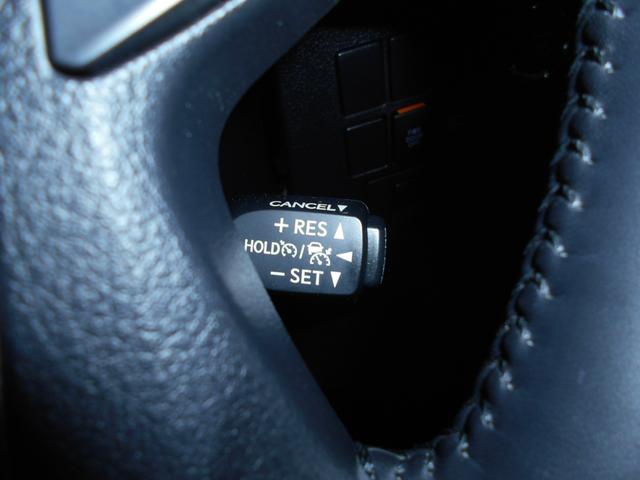 CANCEL▼
+ RES ▲
HOLD / ◄
− SET ▼